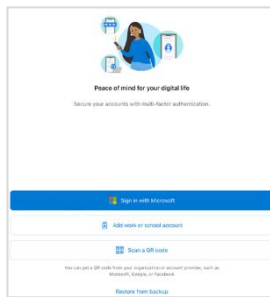 Peace of mind for your digital life
Secure your accounts with multi-factor authentication.
Sign in with Microsoft
Add work or school account
Scan a QR code
You can get a QR code from your organization or account provider, such as
Microsoft, Google, or Facebook.
Restore from backup